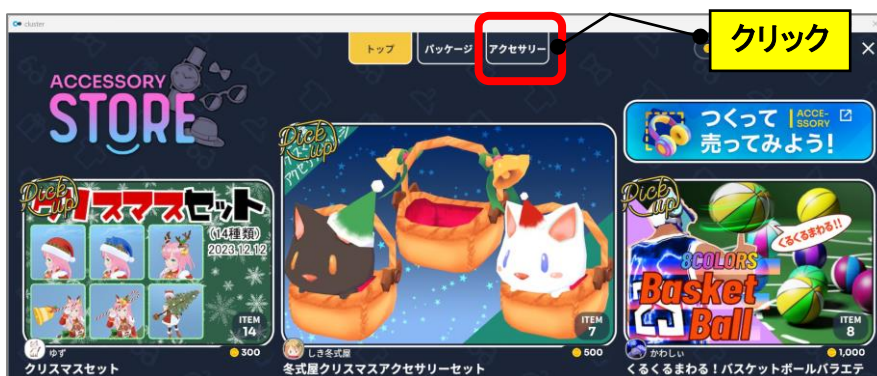 cluster
トップ
パッケージ
アクセサリー
クリック
ACCESSORY
STORE
つくって
売ってみよう!
ACCE-
SSORY
Pick up
クリスマスセット
(14種類)
2023.12.12
ITEM
14
ゆず
300
クリスマスセット
Pick up
ITEM
7
しき冬式屋
500
冬式屋クリスマスアクセサリーセット
Pick up
くるくるまわる!!
8COLORS
Basket
Ball
ITEM
8
かわしぃ
1,000
くるくるまわる!バスケットボールバラエテ